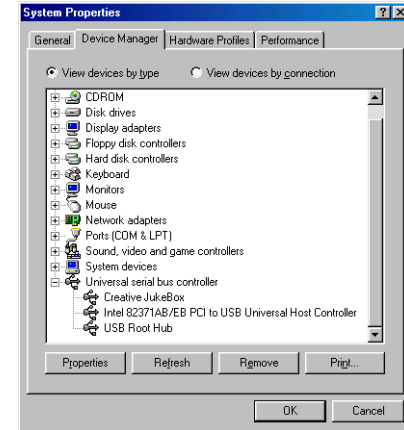 System Properties
General
Device Manager
Hardware Profiles
Performance
View devices by type
View devices by connection
CDROM
Disk drives
Display adapters
Floppy disk controllers
Hard disk controllers
Keyboard
Monitors
Mouse
Network adapters
Ports (COM & LPT)
Sound, video and game controllers
System devices
Universal serial bus controller
Creative JukeBox
Intel 82371AB/EB PCI to USB Universal Host Controller
USB Root Hub
Properties
Refresh
Remove
Print...
OK
Cancel